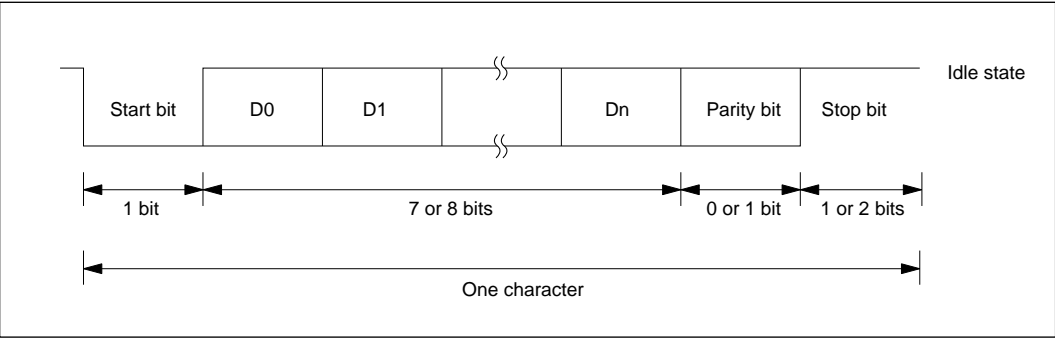 Idle state
Start bit D0 D1 Dn Parity bit Stop bit
1 bit 7 or 8 bits 0 or 1 bit 1 or 2 bits
One character